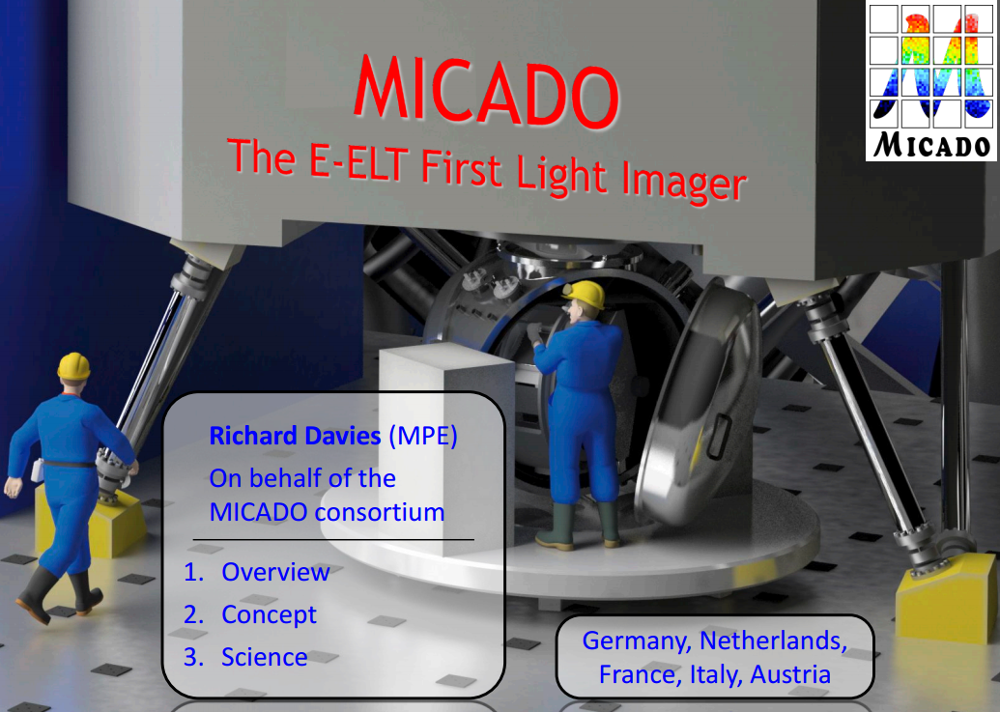 MICADO
The E-ELT First Light Imager
MICADO
Richard Davies (MPE)
On behalf of the
MICADO consortium
1. Overview
2. Concept
3. Science
Germany, Netherlands,
France, Italy, Austria